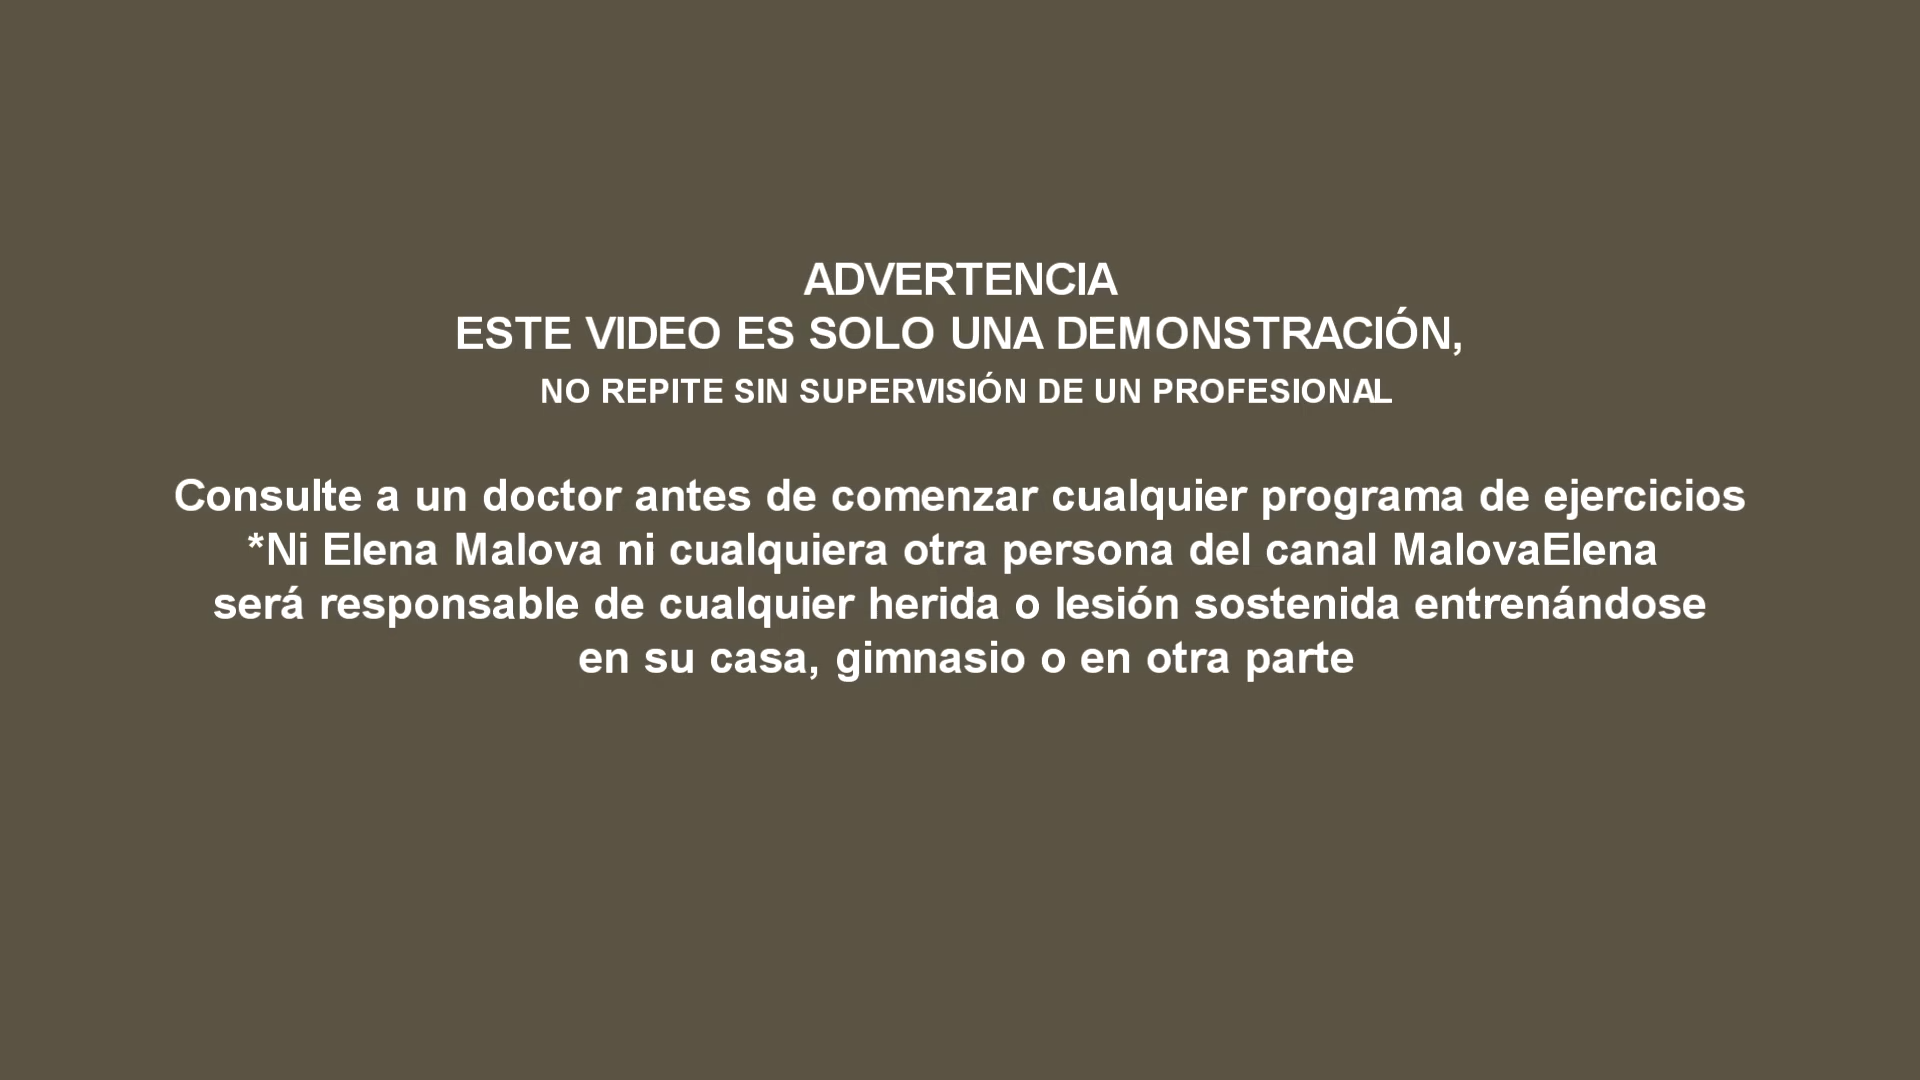 ADVERTENCIA
ESTE VIDEO ES SOLO UNA DEMONSTRACIÓN,
NO REPITE SIN SUPERVISIÓN DE UN PROFESIONAL
Consulte a un doctor antes de comenzar cualquier programa de ejercicios
*Ni Elena Malova ni cualquiera otra persona del canal MalovaElena
será responsable de cualquier herida o lesión sostenida entrenándose
en su casa, gimnasio o en otra parte